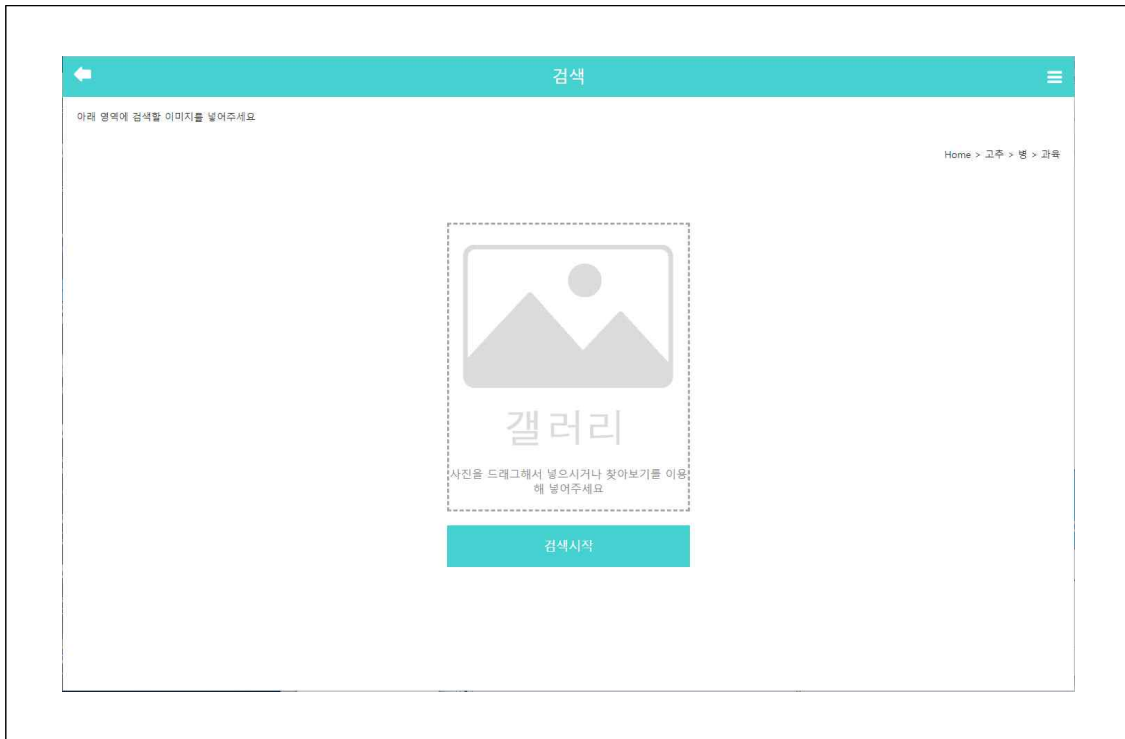 검색
아래 영역에 검색할 이미지를 넣어주세요
Home > 고추 > 병 > 과육
갤러리
사진을 드래그해서 넣으시거나 찾아보기를 이용
해 넣어주세요
검색시작